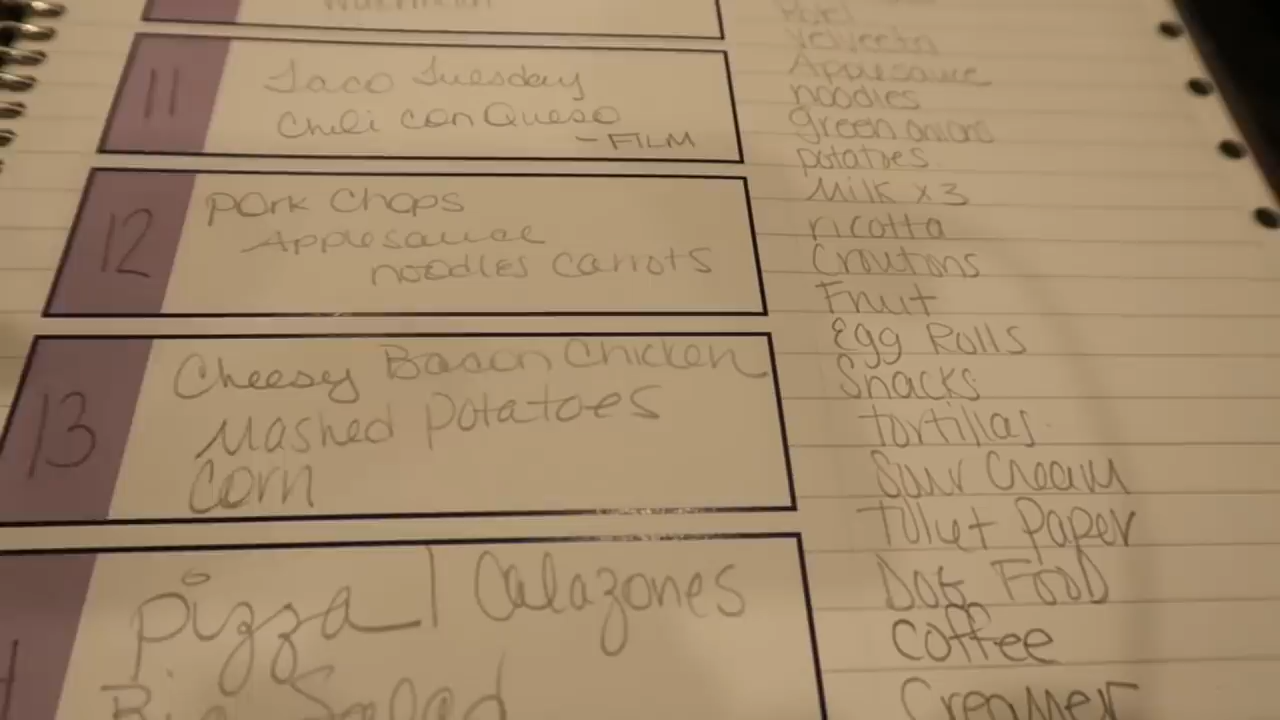 11
Taco Tuesday
Chili con Queso
- FILM
12
Pork Chops
Applesauce
noodles carrots
13
Cheesy Bacon Chicken
Mashed Potatoes
Corn
Pizza / Calazones
Big Salad
Velveeta
Applesauce
noodles
green onions
potatoes
Milk x3
ricotta
Croutons
Fruit
Egg Rolls
Snacks
tortillas
Sour Cream
Toilet Paper
Dog Food
Coffee
Creamer